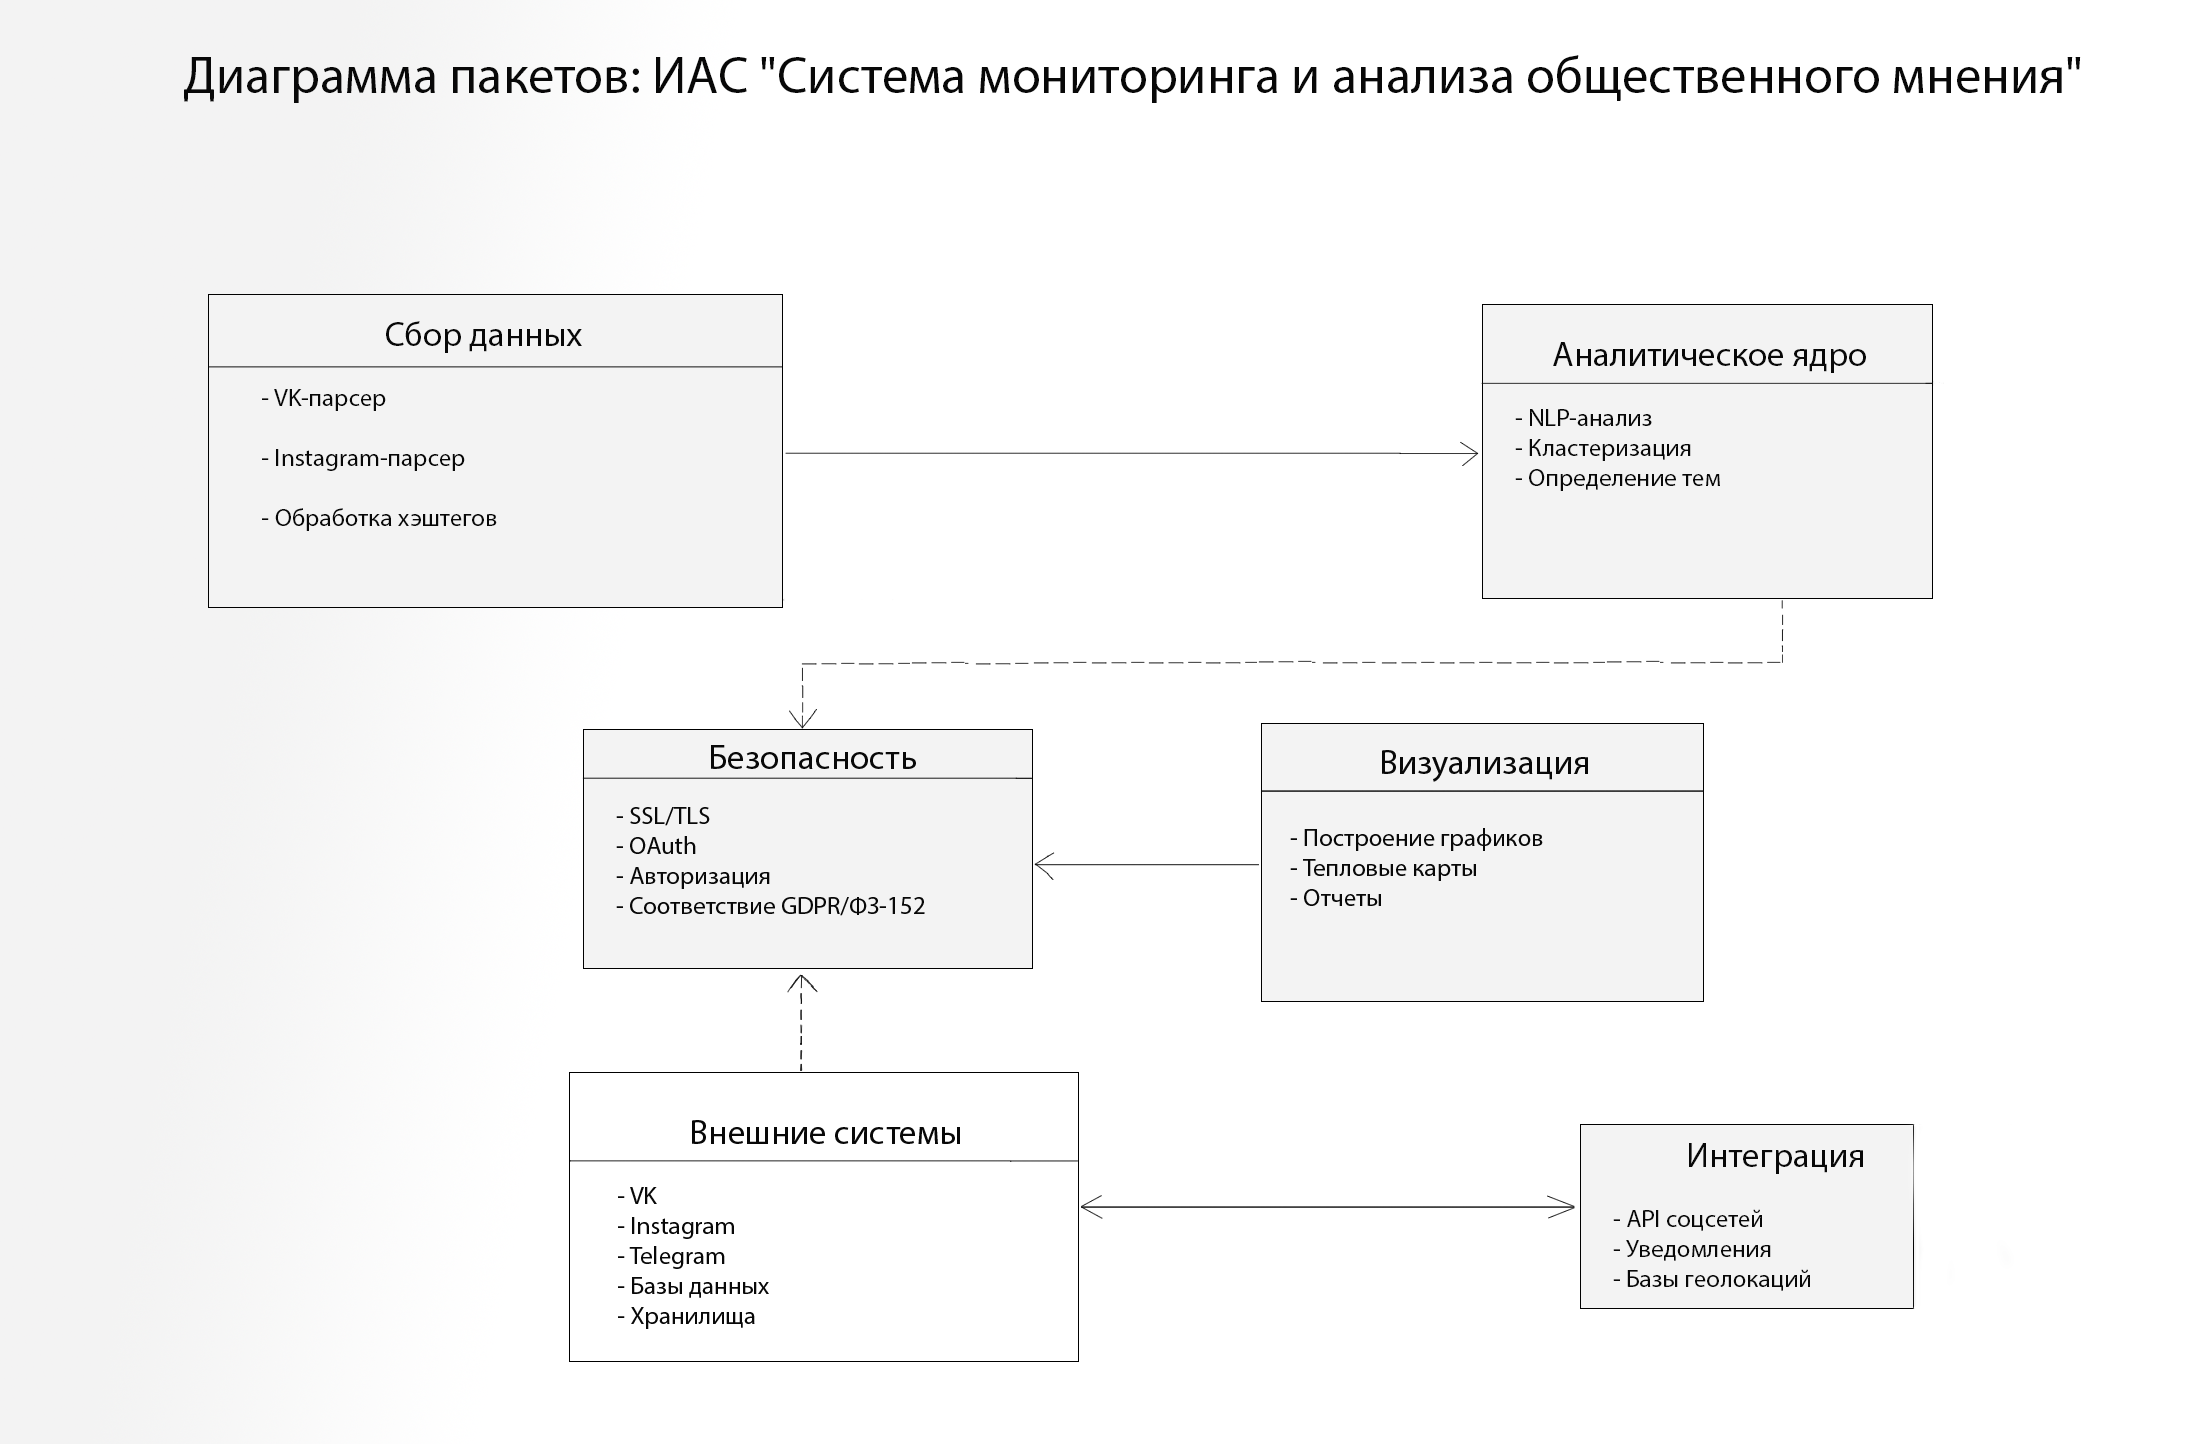 Диаграмма пакетов: ИАС "Система мониторинга и анализа общественного мнения"
Сбор данных
- VK-парсер
- Instagram-парсер
- Обработка хэштегов
Аналитическое ядро
- NLP-анализ
- Кластеризация
- Определение тем
Безопасность
- SSL/TLS
- OAuth
- Авторизация
- Соответствие GDPR/ФЗ-152
Визуализация
- Построение графиков
- Тепловые карты
- Отчеты
Внешние системы
- VK
- Instagram
- Telegram
- Базы данных
- Хранилища
Интеграция
- API соцсетей
- Уведомления
- Базы геолокаций